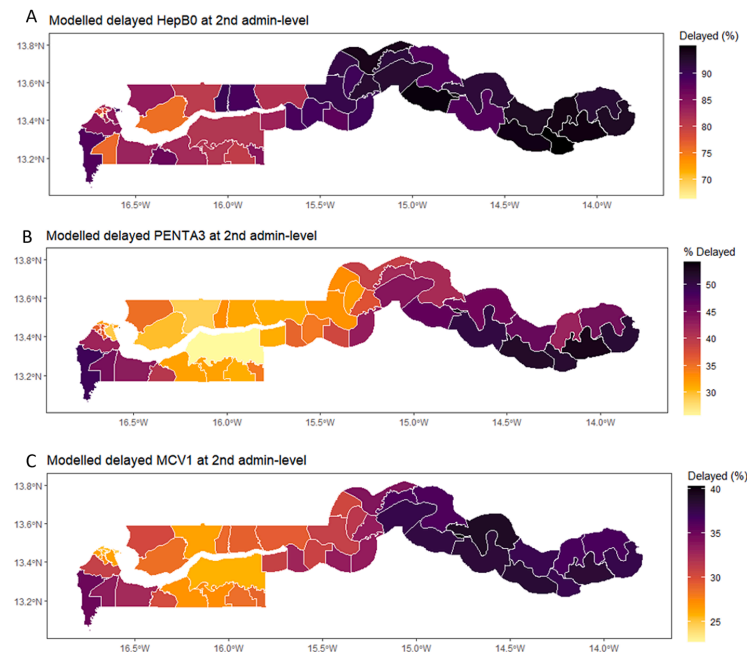 A
Modelled delayed HepB0 at 2nd admin-level
13.8°N
13.6°N
13.4°N
13.2°N
16.5°W 16.0°W 15.5°W 15.0°W 14.5°W 14.0°W
Delayed (%)
90
85
80
75
70
B
Modelled delayed PENTA3 at 2nd admin-level
13.8°N
13.6°N
13.4°N
13.2°N
16.5°W 16.0°W 15.5°W 15.0°W 14.5°W 14.0°W
% Delayed
50
45
40
35
30
C
Modelled delayed MCV1 at 2nd admin-level
13.8°N
13.6°N
13.4°N
13.2°N
16.5°W 16.0°W 15.5°W 15.0°W 14.5°W 14.0°W
Delayed (%)
40
35
30
25